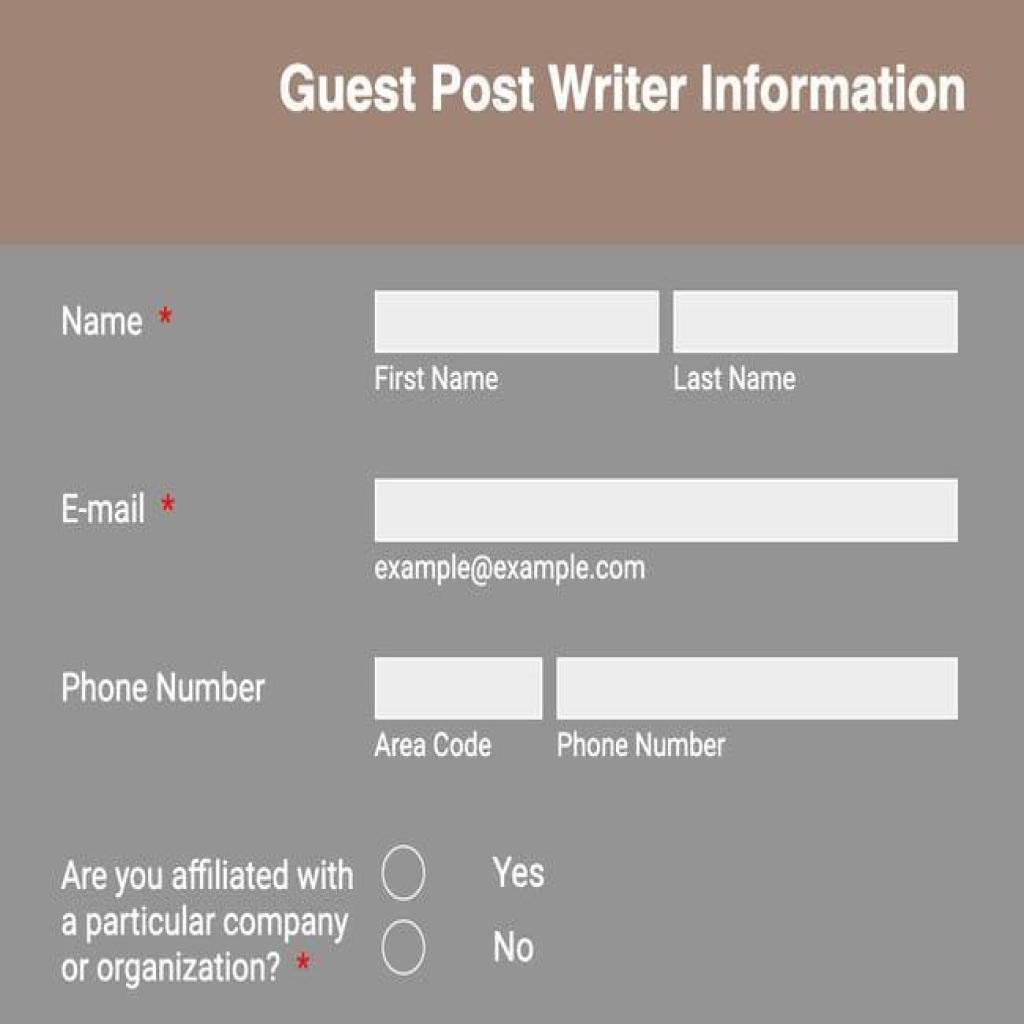 Guest Post Writer Information
Name *
First Name Last Name
E-mail *
example@example.com
Phone Number
Area Code Phone Number
Are you affiliated with
a particular company
or organization? *
Yes
No